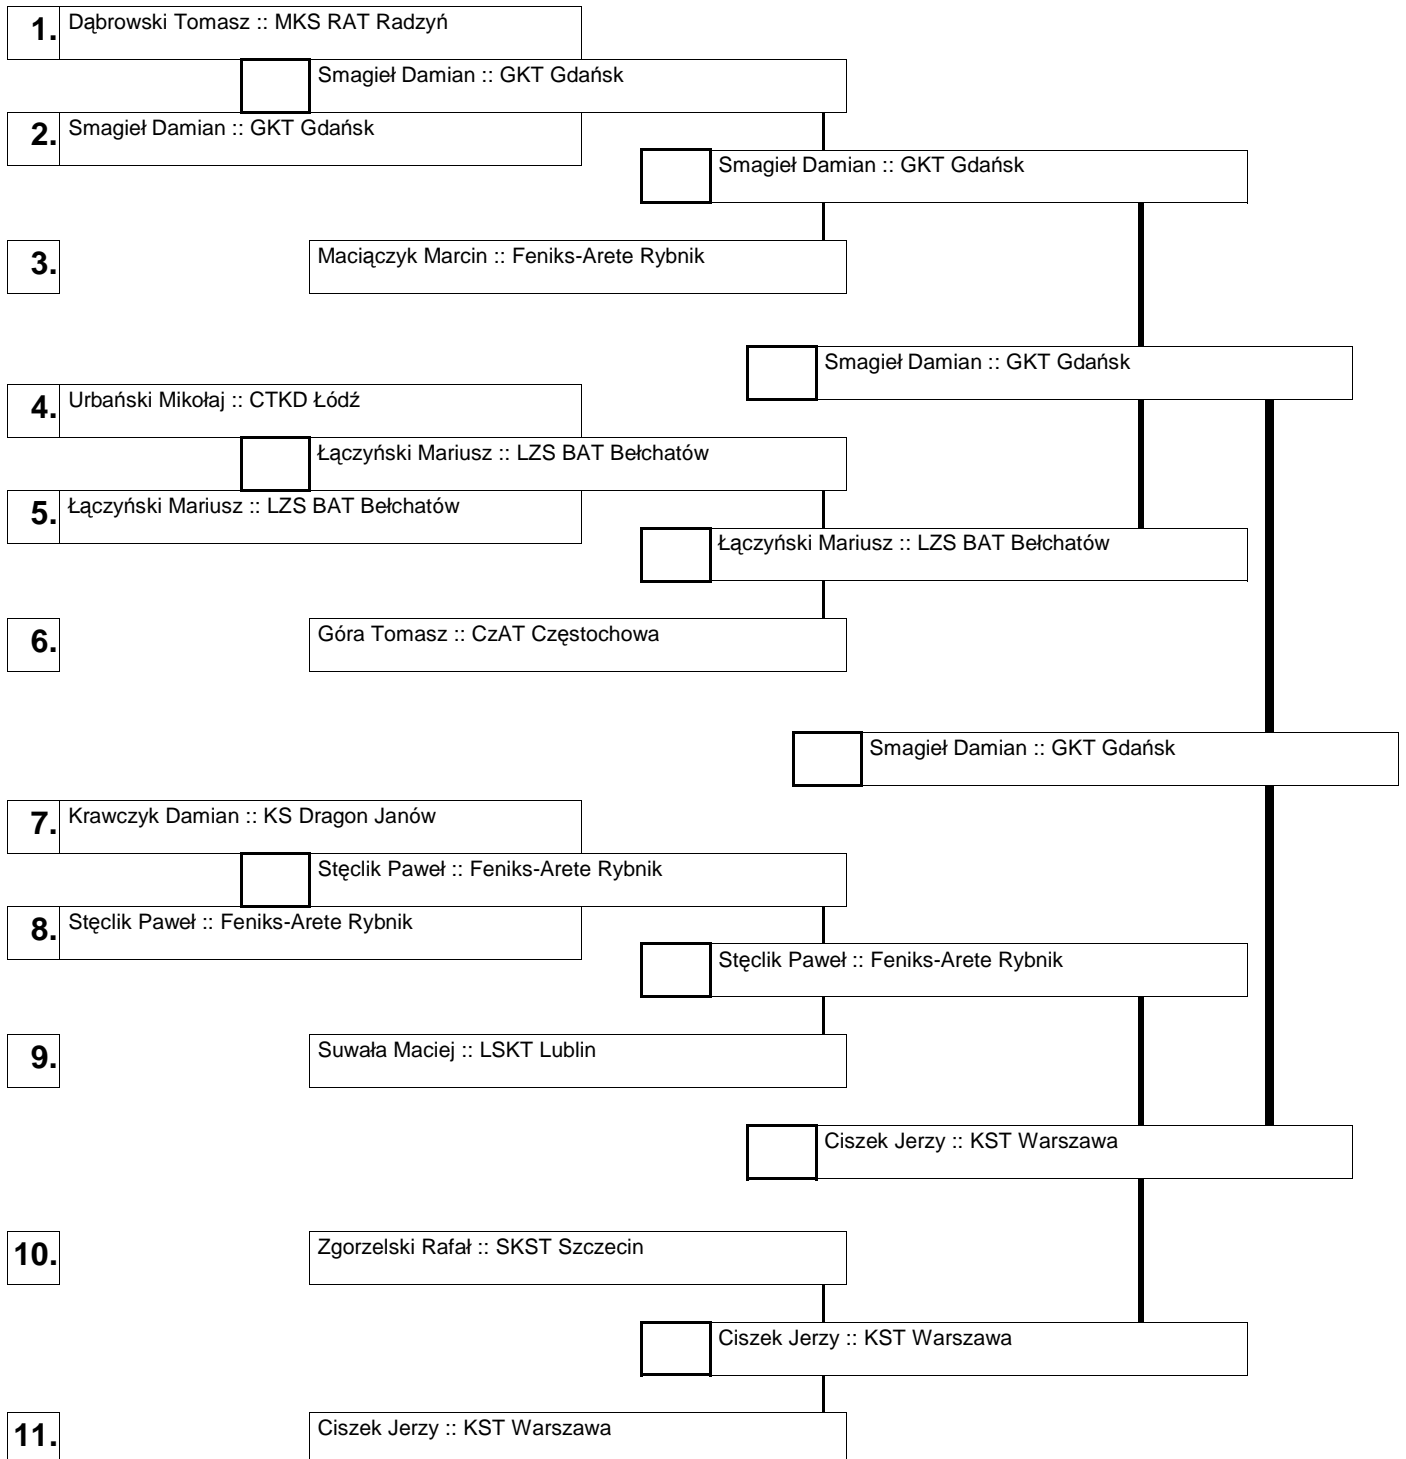 1. Dąbrowski Tomasz :: MKS RAT Radzyń
Smagieł Damian :: GKT Gdańsk
2. Smagieł Damian :: GKT Gdańsk
Smagieł Damian :: GKT Gdańsk
3. Maciączyk Marcin :: Feniks-Arete Rybnik
Smagieł Damian :: GKT Gdańsk
4. Urbański Mikołaj :: CTKD Łódź
Łączyński Mariusz :: LZS BAT Bełchatów
5. Łączyński Mariusz :: LZS BAT Bełchatów
Łączyński Mariusz :: LZS BAT Bełchatów
6. Góra Tomasz :: CzAT Częstochowa
Smagieł Damian :: GKT Gdańsk
7. Krawczyk Damian :: KS Dragon Janów
Stęclik Paweł :: Feniks-Arete Rybnik
8. Stęclik Paweł :: Feniks-Arete Rybnik
Stęclik Paweł :: Feniks-Arete Rybnik
9. Suwała Maciej :: LSKT Lublin
Ciszek Jerzy :: KST Warszawa
10. Zgorzelski Rafał :: SKST Szczecin
Ciszek Jerzy :: KST Warszawa
11. Ciszek Jerzy :: KST Warszawa